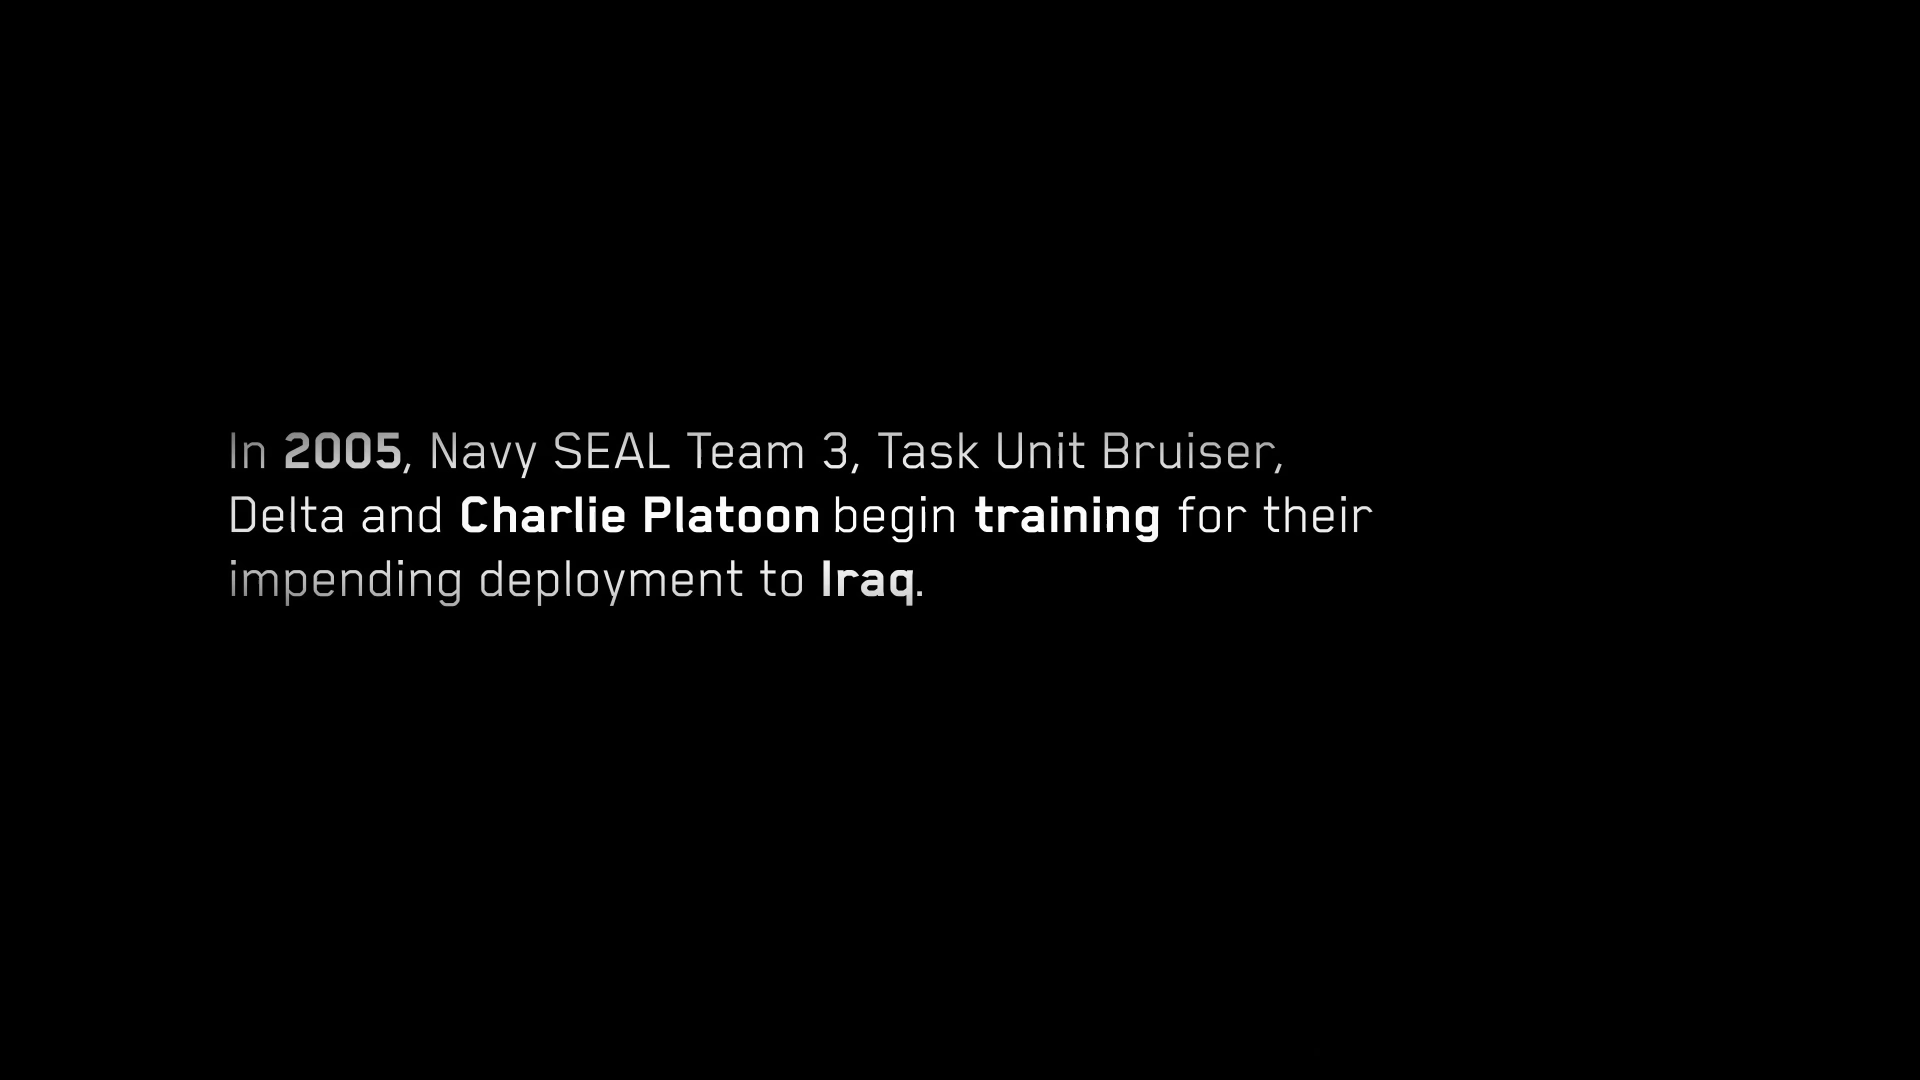 In 2005, Navy SEAL Team 3, Task Unit Bruiser,
Delta and Charlie Platoon begin training for their
impending deployment to Iraq.